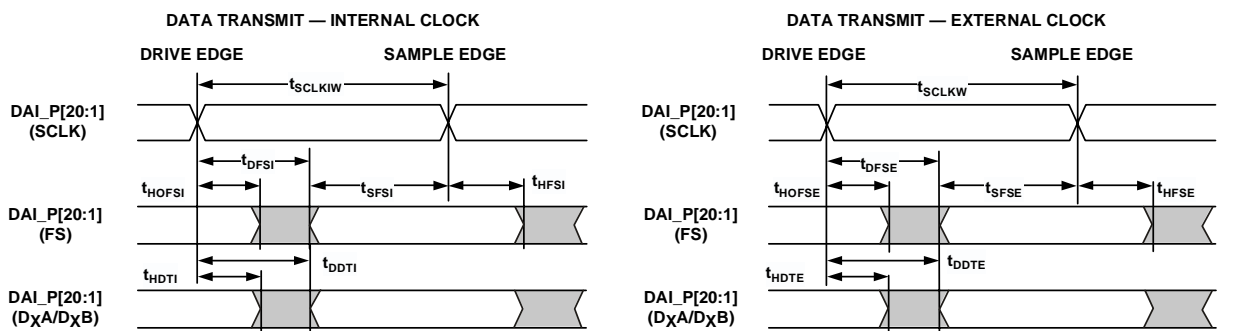 DATA TRANSMIT — INTERNAL CLOCK
DRIVE EDGE
SAMPLE EDGE
tSCLKIW
DAI_P[20:1]
(SCLK)
tDFSI
tHOFSI
tSFSI
tHFSI
DAI_P[20:1]
(FS)
tDDTI
tHDTI
DAI_P[20:1]
(DXA/DXB)
DATA TRANSMIT — EXTERNAL CLOCK
DRIVE EDGE
SAMPLE EDGE
tSCLKW
DAI_P[20:1]
(SCLK)
tDFSE
tHOFSE
tSFSE
tHFSE
DAI_P[20:1]
(FS)
tDDTE
tHDTE
DAI_P[20:1]
(DXA/DXB)